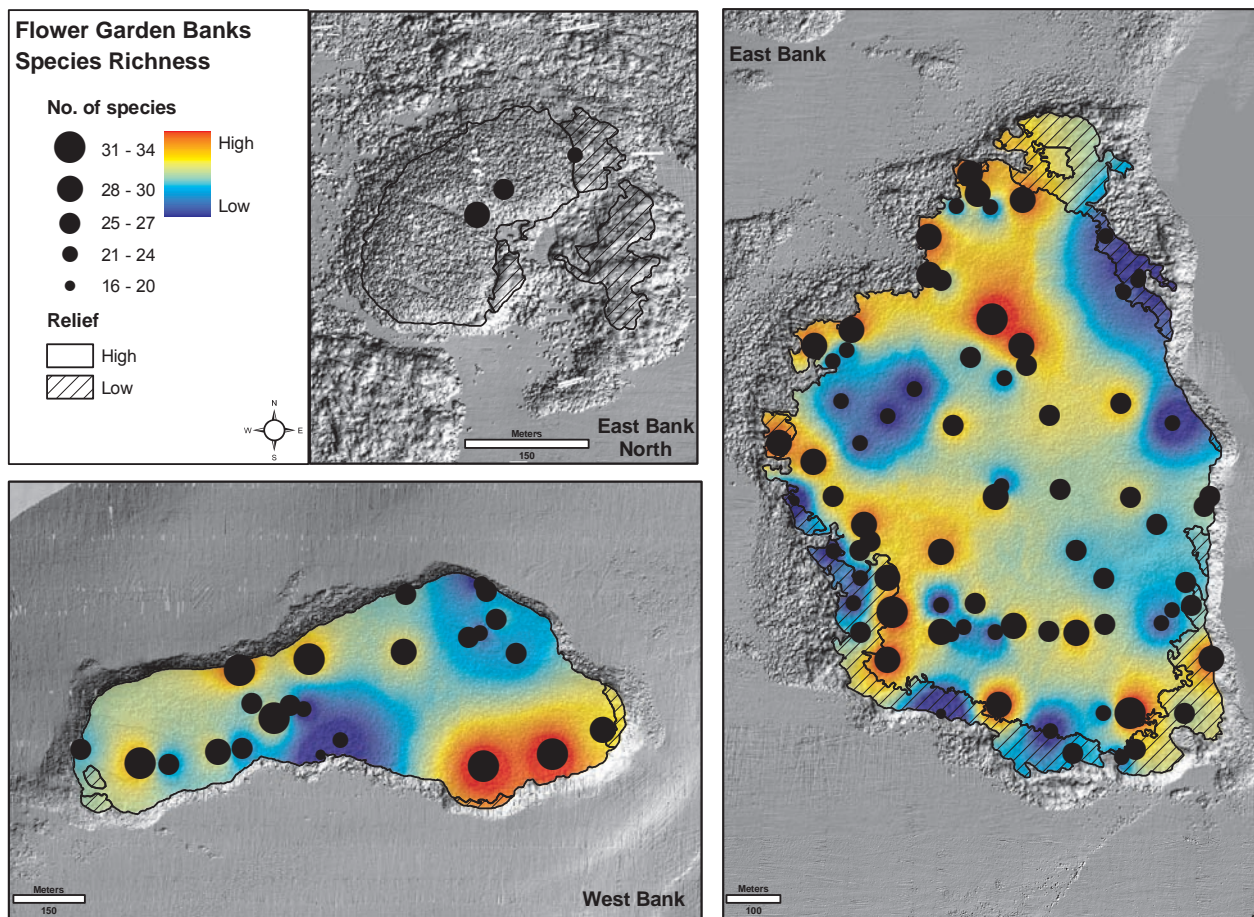 Flower Garden Banks
Species Richness
No. of species
31 - 34
28 - 30
25 - 27
21 - 24
16 - 20
High
Low
Relief
High
Low
N
W E
S
Meters
150
East Bank
North
East Bank
Meters
100
Meters
150
West Bank